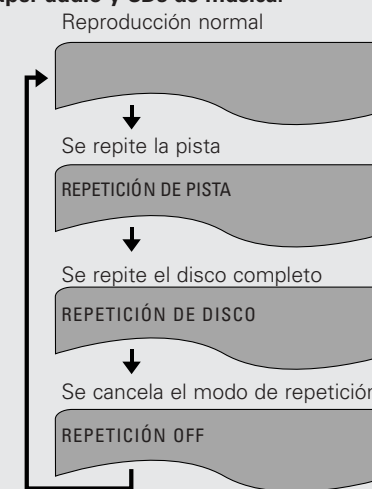 audio y CDs de música:
Reproducción normal
Se repite la pista
REPETICIÓN DE PISTA
Se repite el disco completo
REPETICIÓN DE DISCO
Se cancela el modo de repetición
REPETICIÓN OFF